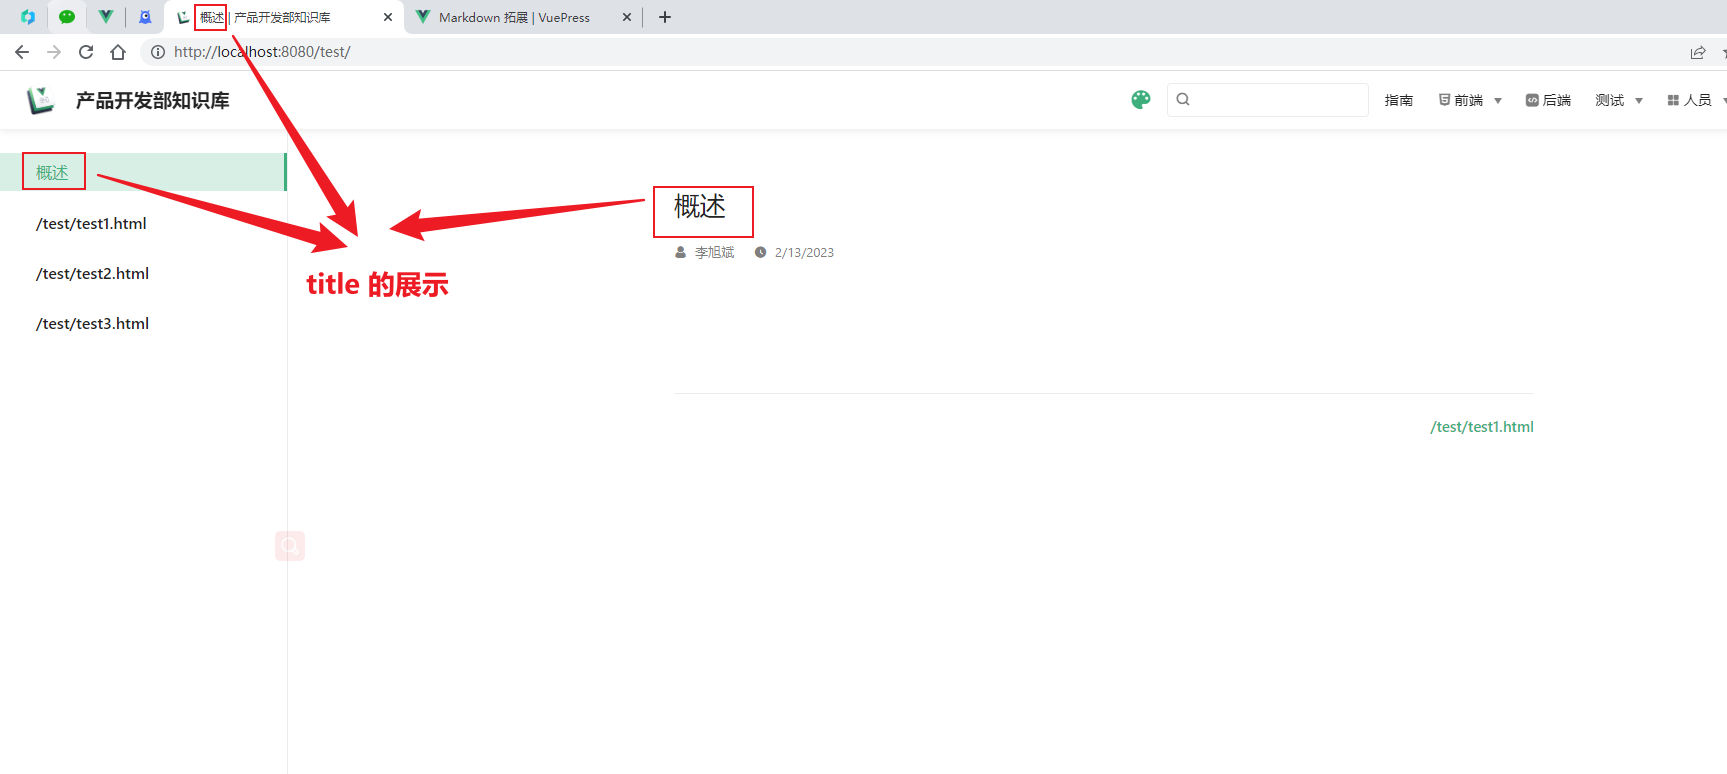 概述 | 产品开发部知识库
Markdown 拓展 | VuePress
http://localhost:8080/test/
产品开发部知识库
指南
前端
后端
测试
人员
概述
/test/test1.html
/test/test2.html
/test/test3.html
title 的展示
概述
李旭斌 2/13/2023
/test/test1.html